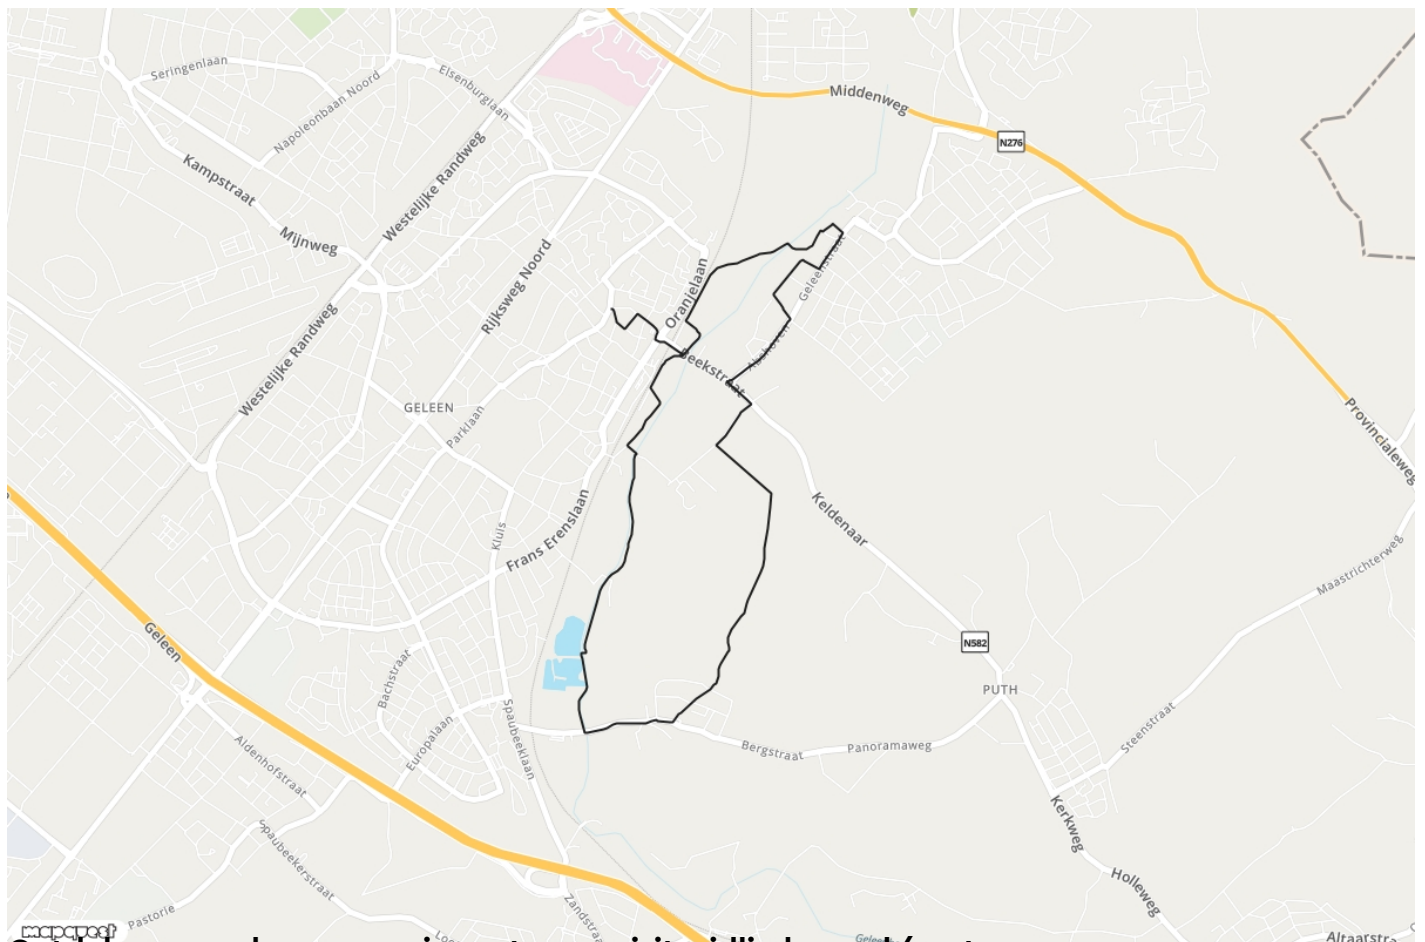 Seringenlaan
Napoleonbaan Noord
Elsenburglaan
Middenweg
N276
Kampstraat
Westelijke Randweg
Mijnweg
Rijksweg Noord
Oranjelaan
Geleenstraat
Westelijke Randweg
Abshoven
Beekstraat
GELEEN
Parklaan
Provincialeweg
Keldenaar
Kluis
Frans Erenslaan
Maastrichterweg
Geleen
N582
PUTH
Bachstraat
Spaubeeklaan
Europalaan
Bergstraat
Panoramaweg
Steenstraat
Aldenhofstraat
Kerkweg
Spaubeekerstraat
Holleweg
Pastorie
mapquest